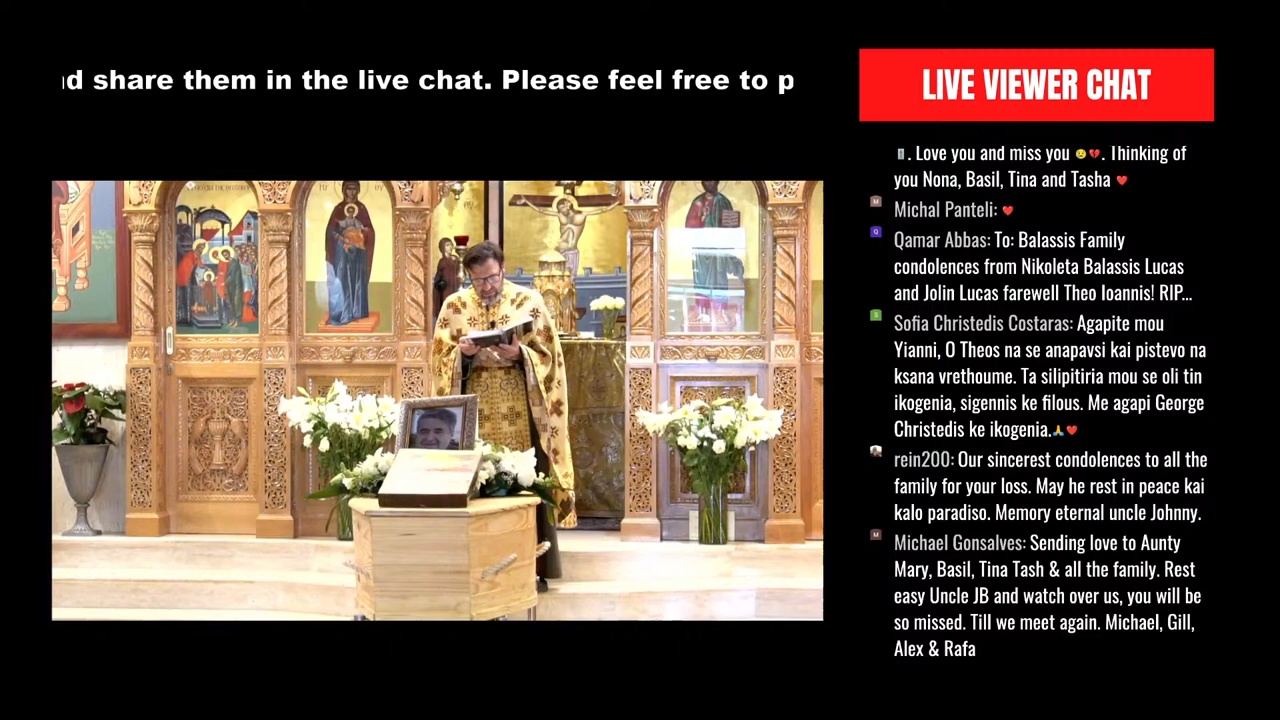 nd share them in the live chat. Please feel free to p
LIVE VIEWER CHAT
. Love you and miss you 😢💔. Thinking of
you Nona, Basil, Tina and Tasha ❤️
Michal Panteli: ❤️
Qamar Abbas: To: Balassis Family
condolences from Nikoleta Balassis Lucas
and Jolin Lucas farewell Theo Ioannis! RIP...
Sofia Christedis Costaras: Agapite mou
Yianni, O Theos na se anapavsi kai pistevo na
ksana vrethoume. Ta silipitiria mou se oli tin
ikogenia, sigennis ke filous. Me agapi George
Christedis ke ikogenia.🙏❤️
rein200: Our sincerest condolences to all the
family for your loss. May he rest in peace kai
kalo paradiso. Memory eternal uncle Johnny.
Michael Gonsalves: Sending love to Aunty
Mary, Basil, Tina Tash & all the family. Rest
easy Uncle JB and watch over us, you will be
so missed. Till we meet again. Michael, Gill,
Alex & Rafa